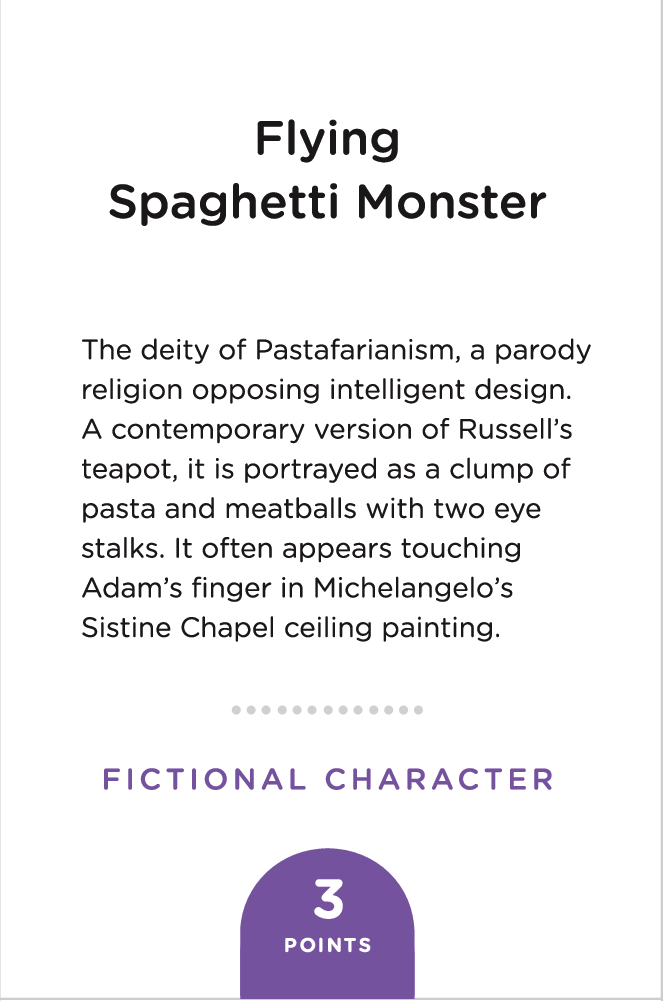 Flying
Spaghetti Monster
The deity of Pastafarianism, a parody
religion opposing intelligent design.
A contemporary version of Russell’s
teapot, it is portrayed as a clump of
pasta and meatballs with two eye
stalks. It often appears touching
Adam’s finger in Michelangelo’s
Sistine Chapel ceiling painting.
FICTIONAL CHARACTER
3
POINTS